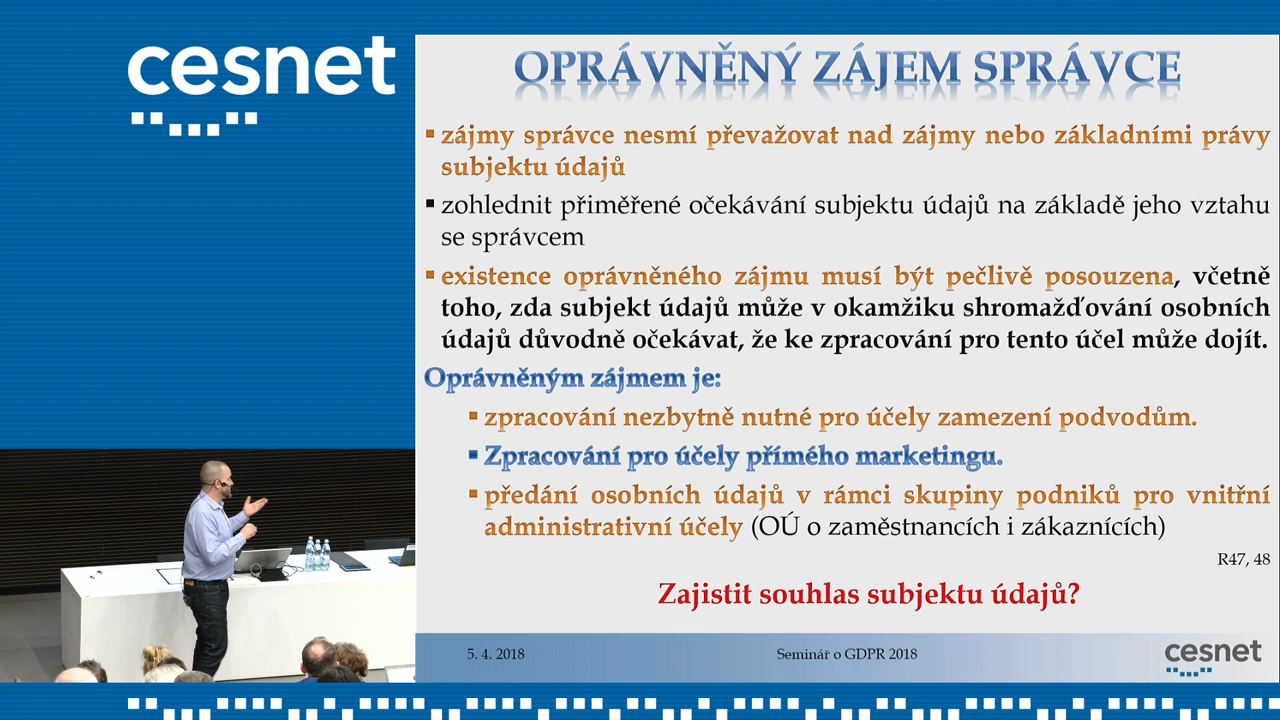 cesnet
OPRÁVNĚNÝ ZÁJEM SPRÁVCE
▪ zájmy správce nesmí převažovat nad zájmy nebo základními právy
subjektu údajů
▪ zohlednit přiměřené očekávání subjektu údajů na základě jeho vztahu
se správcem
▪ existence oprávněného zájmu musí být pečlivě posouzena, včetně
toho, zda subjekt údajů může v okamžiku shromažďování osobních
údajů důvodně očekávat, že ke zpracování pro tento účel může dojít.
Oprávněným zájmem je:
▪ zpracování nezbytně nutné pro účely zamezení podvodům.
▪ Zpracování pro účely přímého marketingu.
▪ předání osobních údajů v rámci skupiny podniků pro vnitřní
administrativní účely (OÚ o zaměstnancích i zákaznících)
R47, 48
Zajistit souhlas subjektu údajů?
5. 4. 2018
Seminář o GDPR 2018
cesnet